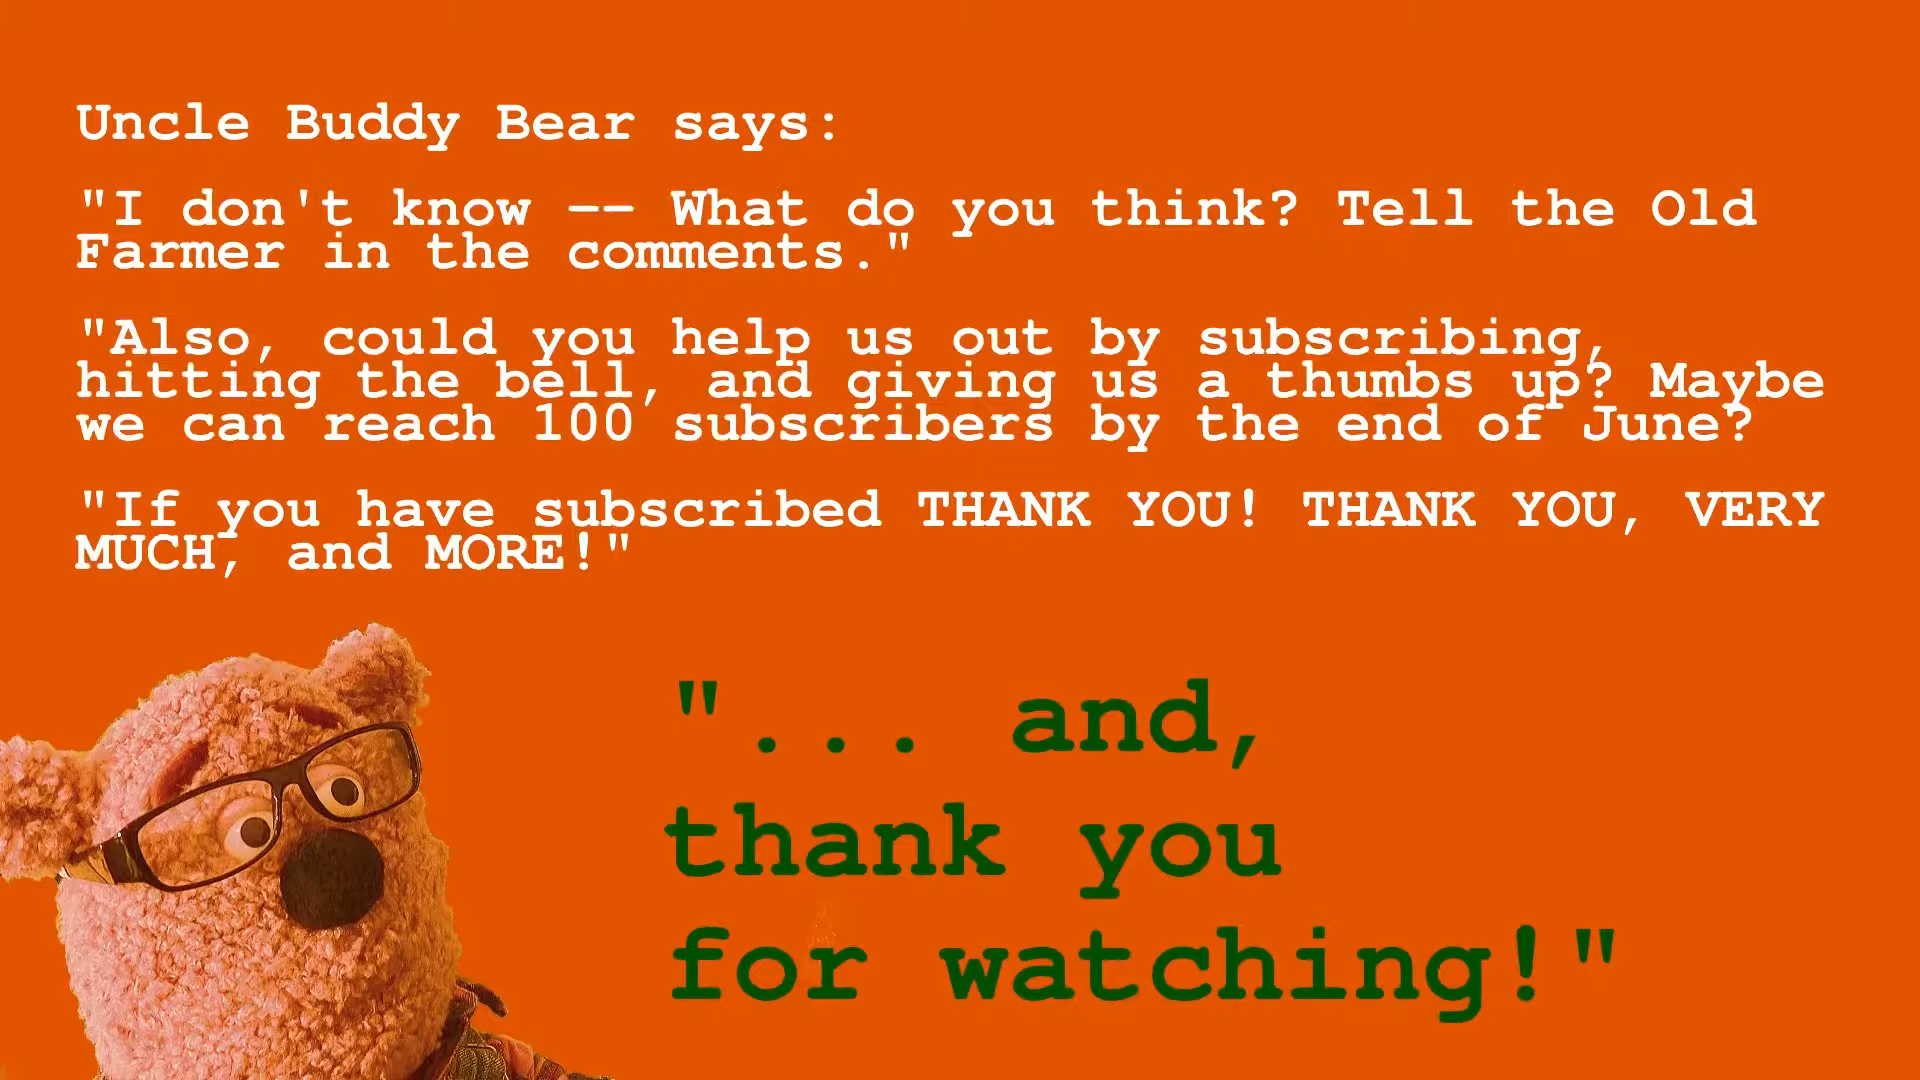 Uncle Buddy Bear says:
"I don't know -- What do you think? Tell the Old
Farmer in the comments."
"Also, could you help us out by subscribing,
hitting the bell, and giving us a thumbs up? Maybe
we can reach 100 subscribers by the end of June?
"If you have subscribed THANK YOU! THANK YOU, VERY
MUCH, and MORE!"
"... and,
thank you
for watching!"